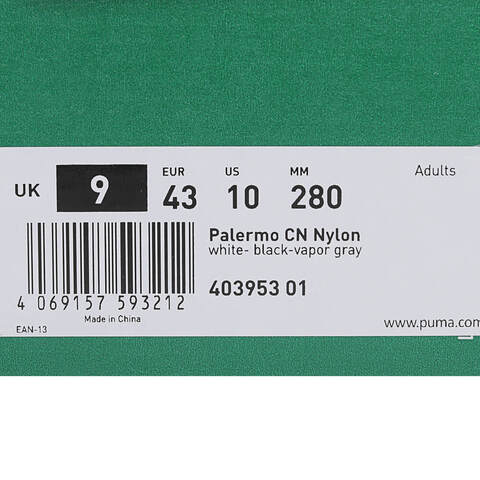 EUR US MM Adults
UK 9 43 10 280
Palermo CN Nylon
white- black-vapor gray
403953 01
4 069157 593212
Made in China
EAN-13
www.puma.com